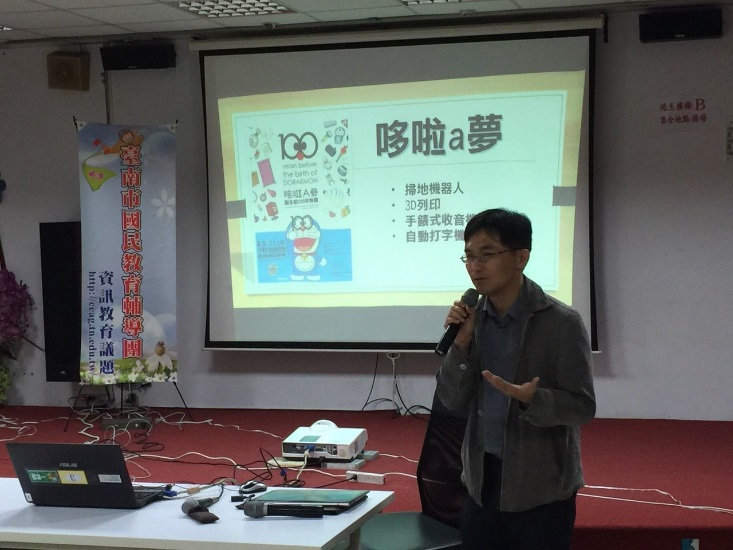 哆啦a夢
• 掃地機器人
• 3D列印
• 手錶式收音
• 自動打字機
100
years before
the birth of
DORAEMON
哆啦A夢
臺南市國民教育輔導團
資訊教育議題
ASUS
B